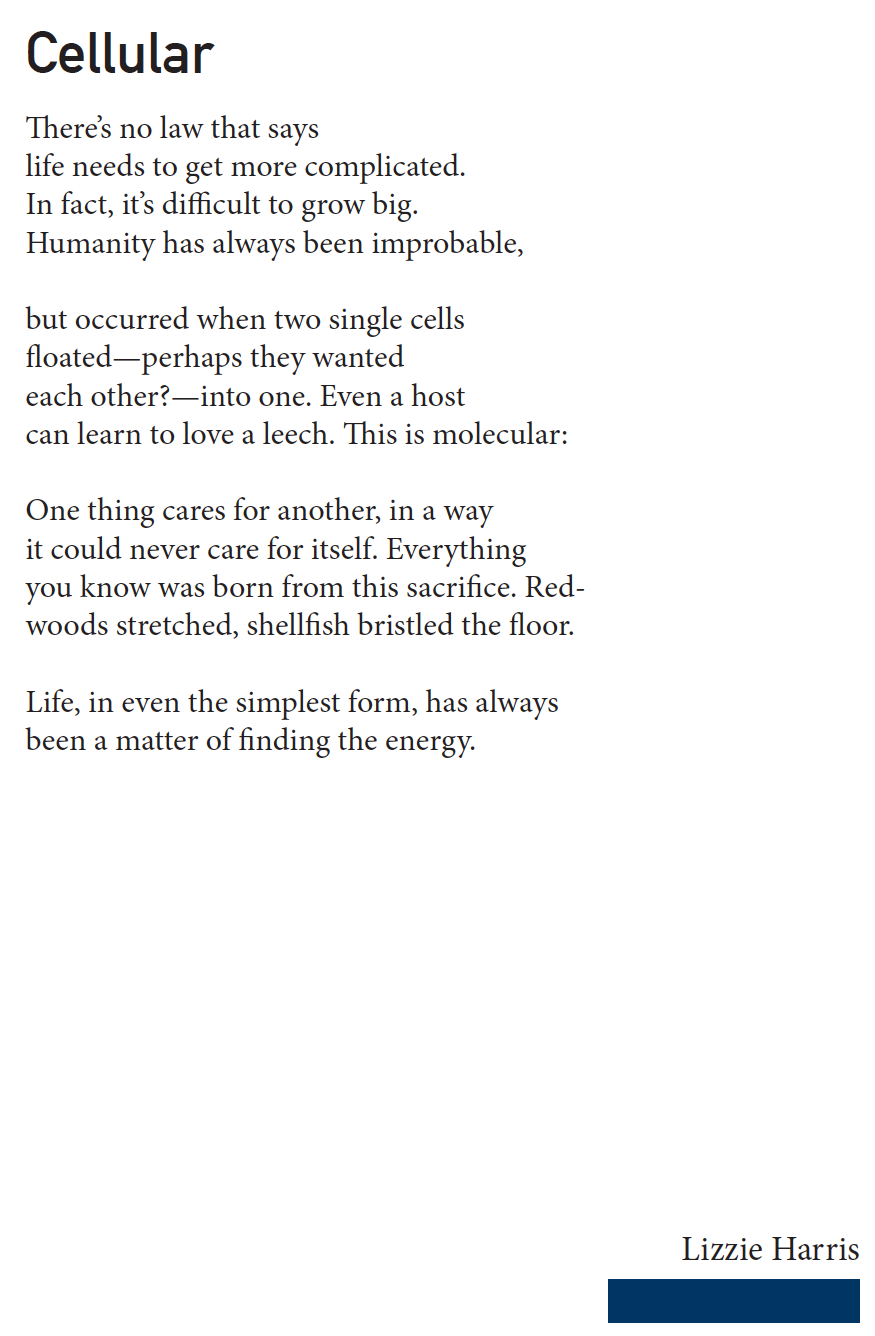 Cellular
There’s no law that says
life needs to get more complicated.
In fact, it’s difficult to grow big.
Humanity has always been improbable,
but occurred when two single cells
floated—perhaps they wanted
each other?—into one. Even a host
can learn to love a leech. This is molecular:
One thing cares for another, in a way
it could never care for itself. Everything
you know was born from this sacrifice. Red-
woods stretched, shellfish bristled the floor.
Life, in even the simplest form, has always
been a matter of finding the energy.
Lizzie Harris